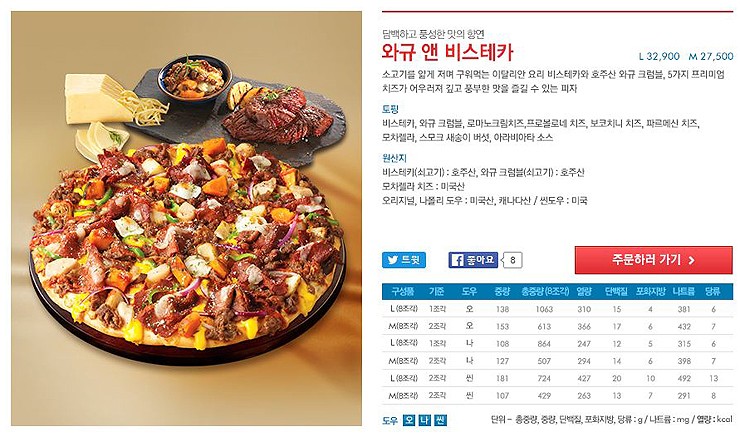 담백하고 풍성한 맛의 향연
와규 앤 비스테카 L 32,900 M 27,500
소고기를 얇게 저며 구워먹는 이탈리안 요리 비스테카와 호주산 와규 크럼블, 5가지 프리미엄
치즈가 어우러져 깊고 풍부한 맛을 즐길 수 있는 피자
토핑
비스테카, 와규 크럼블, 로마노크림치즈,프로볼로네 치즈, 보코치니 치즈, 파르메산 치즈,
모차렐라, 스모크 새송이 버섯, 아라비아타 소스
원산지
비스테카(쇠고기) : 호주산, 와규 크럼블(쇠고기) : 호주산
모차렐라 치즈 : 미국산
오리지널, 나폴리 도우 : 미국산, 캐나다산 / 씬도우 : 미국
트윗 좋아요 8 주문하러 가기 >
구성품 기준 도우 중량 총중량(8조각) 열량 단백질 포화지방 나트륨 당류
L(8조각) 1조각 오 138 1063 310 15 4 381 6
M(8조각) 2조각 오 153 613 366 17 6 432 7
L(8조각) 1조각 나 108 864 247 12 5 315 6
M(8조각) 2조각 나 127 507 294 14 6 398 7
L(8조각) 2조각 씬 181 724 427 20 10 492 13
M(8조각) 2조각 씬 107 429 263 13 7 291 8
도우 오 나 씬 단위 - 총중량, 중량, 단백질, 포화지방, 당류 : g / 나트륨 : mg / 열량 : kcal